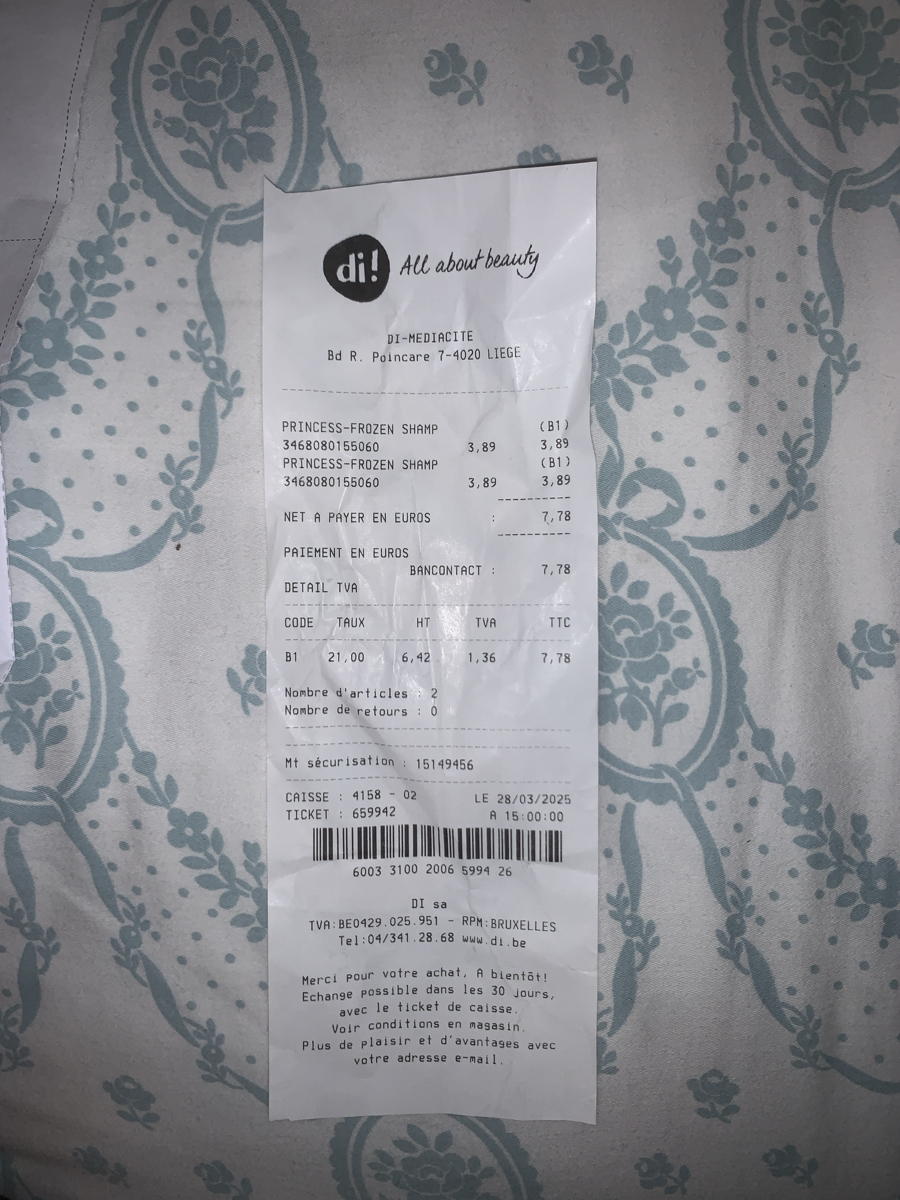 di! All about beauty
DI-MEDIACITE
Bd R. Poincare 7-4020 LIEGE
PRINCESS-FROZEN SHAMP (B1)
3468080155060 3,89 3,89
PRINCESS-FROZEN SHAMP (B1)
3468080155060 3,89 3,89
NET A PAYER EN EUROS : 7,78
PAIEMENT EN EUROS
BANCONTACT : 7,78
DETAIL TVA
CODE TAUX HT TVA TTC
B1 21,00 6,42 1,36 7,78
Nombre d'articles : 2
Nombre de retours : 0
Mt sécurisation : 15149456
CAISSE : 4158 - 02 LE 28/03/2025
TICKET : 659942 A 15:00:00
6003 3100 2006 5994 26
DI sa
TVA:BE0429.025.951 - RPM:BRUXELLES
Tel:04/341.28.68 www.di.be
Merci pour votre achat, A bientôt!
Echange possible dans les 30 jours,
avec le ticket de caisse.
Voir conditions en magasin.
Plus de plaisir et d'avantages avec
votre adresse e-mail.